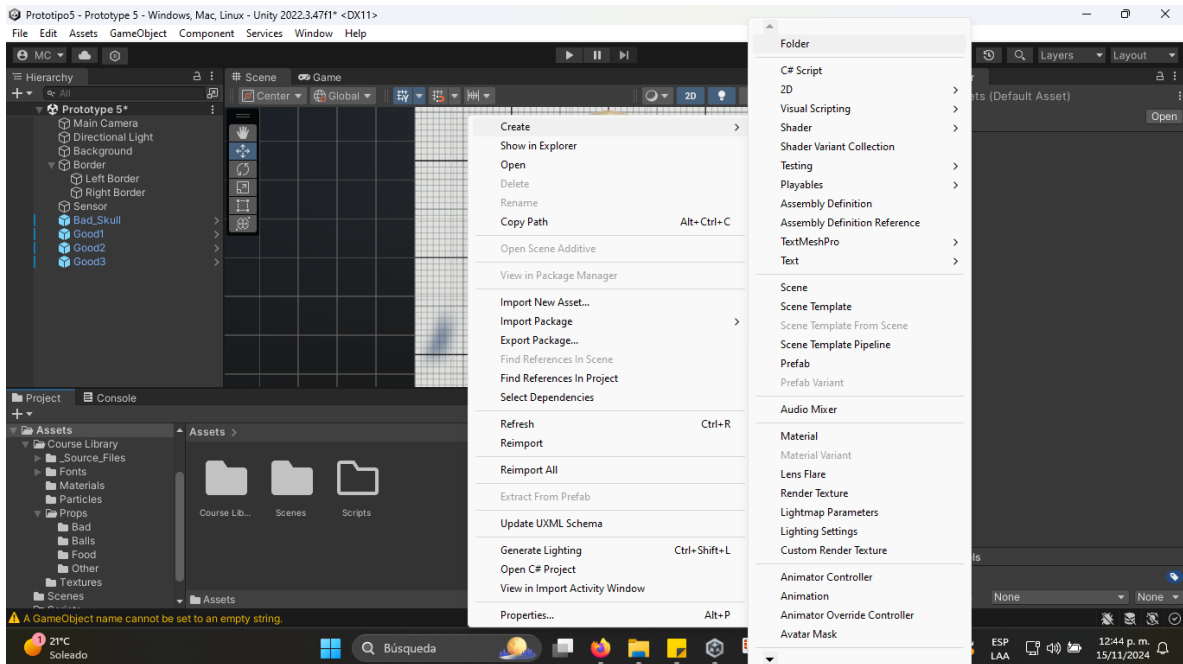 Prototipo5 - Prototype 5 - Windows, Mac, Linux - Unity 2022.3.47f1* <DX11>
File Edit Assets GameObject Component Services Window Help
MC
Layers
Layout
Hierarchy
All
Prototype 5*
Main Camera
Directional Light
Background
Border
Left Border
Right Border
Sensor
Bad_Skull
Good1
Good2
Good3
Scene
Game
Center
Global
2D
Create
Show in Explorer
Open
Delete
Rename
Copy Path Alt+Ctrl+C
Open Scene Additive
View in Package Manager
Import New Asset...
Import Package
Export Package...
Find References In Scene
Find References In Project
Select Dependencies
Refresh Ctrl+R
Reimport
Reimport All
Extract From Prefab
Update UXML Schema
Generate Lighting Ctrl+Shift+L
Open C# Project
View in Import Activity Window
Properties... Alt+P
Folder
C# Script
2D
Visual Scripting
Shader
Shader Variant Collection
Testing
Playables
Assembly Definition
Assembly Definition Reference
TextMeshPro
Text
Scene
Scene Template
Scene Template From Scene
Scene Template Pipeline
Prefab
Prefab Variant
Audio Mixer
Material
Material Variant
Lens Flare
Render Texture
Lightmap Parameters
Lighting Settings
Custom Render Texture
Animator Controller
Animation
Animator Override Controller
Avatar Mask
(Default Asset)
Open
None
None
Project
Console
Assets
Course Library
_Source_Files
Fonts
Materials
Particles
Props
Bad
Balls
Food
Other
Textures
Scenes
Assets >
Course Lib...
Scenes
Scripts
Assets
A GameObject name cannot be set to an empty string.
1
21°C
Soleado
Búsqueda
ESP
LAA
12:44 p. m.
15/11/2024